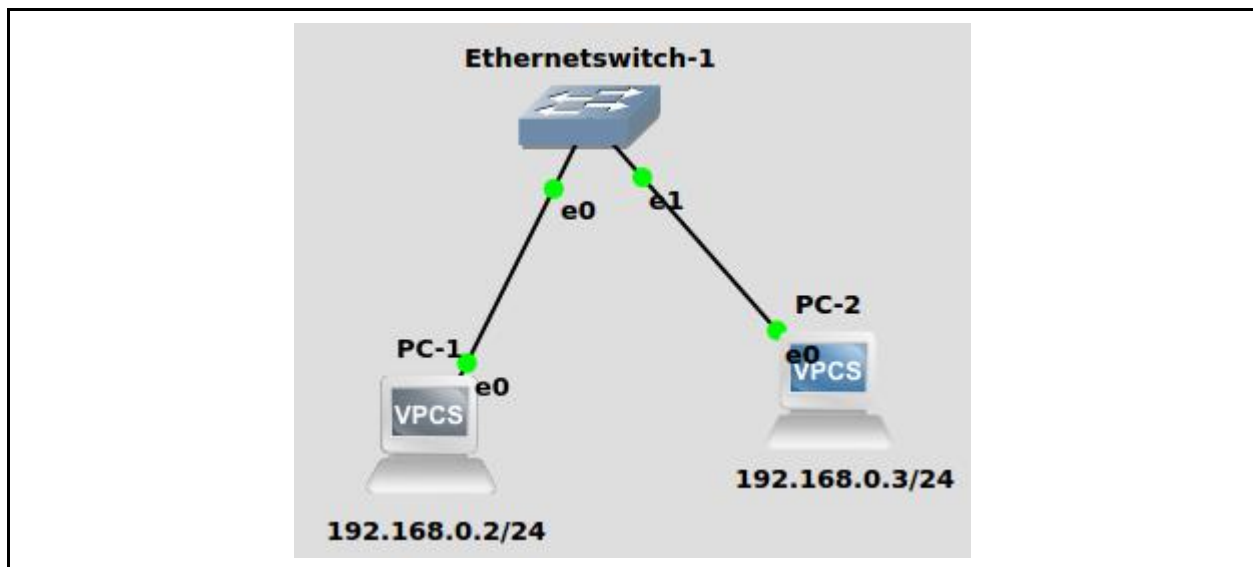 Ethernetswitch-1
e0
e1
PC-2
PC-1
e0
VPCS
e0
VPCS
192.168.0.3/24
192.168.0.2/24